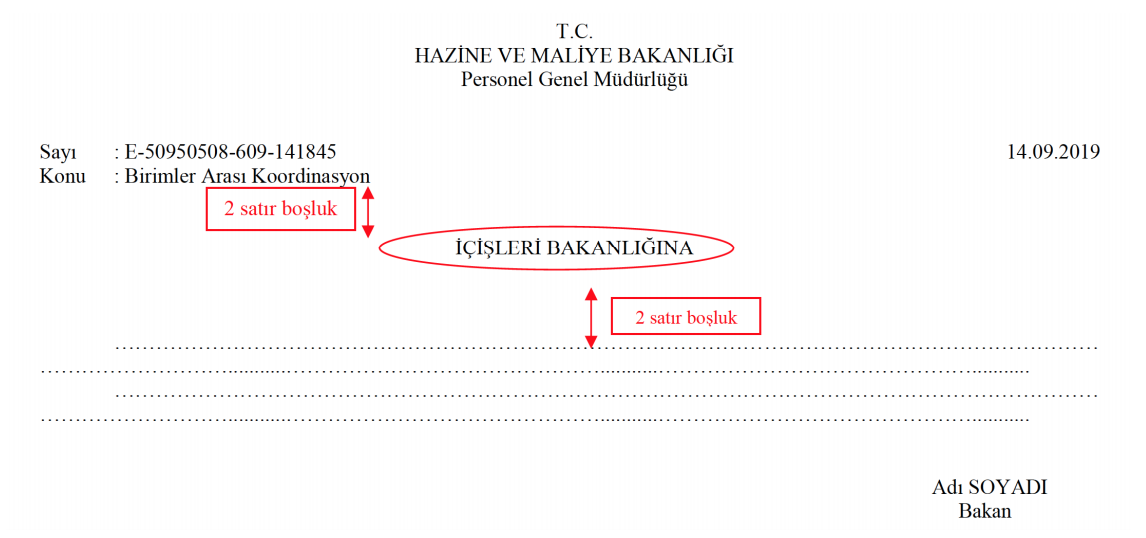 T.C.
HAZİNE VE MALİYE BAKANLIĞI
Personel Genel Müdürlüğü
Sayı : E-50950508-609-141845 14.09.2019
Konu : Birimler Arası Koordinasyon
2 satır boşluk
İÇİŞLERİ BAKANLIĞINA
2 satır boşluk
……………………………………………………………………………………………………………………………
………………………...........………………………………………...........………………………………………..........
……………………………………………………………………………………………………………………………
………………………...........………………………………………...........………………………………………..........
Adı SOYADI
Bakan